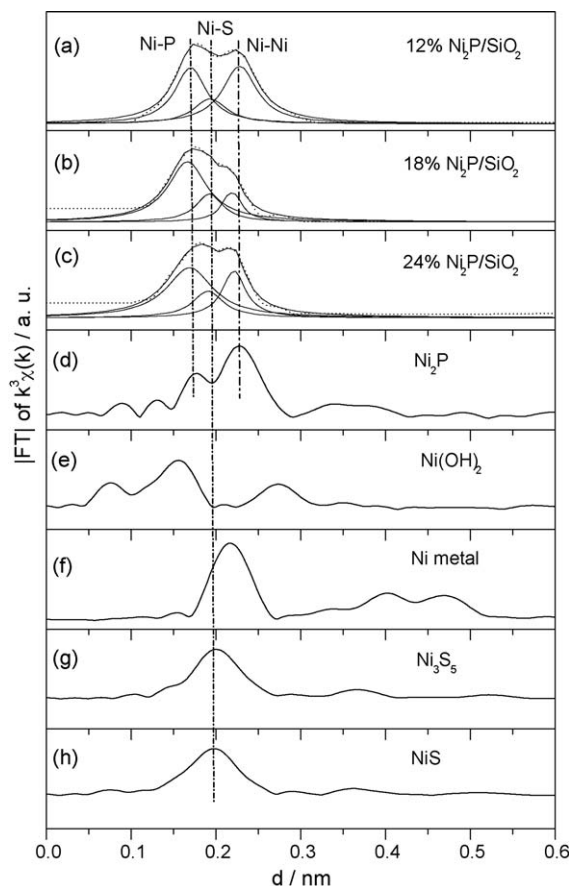 Ni-P
Ni-S
Ni-Ni
(a)
12% Ni₂P/SiO₂
(b)
18% Ni₂P/SiO₂
(c)
24% Ni₂P/SiO₂
(d)
Ni₂P
(e)
Ni(OH)₂
(f)
Ni metal
(g)
Ni₃S₅
(h)
NiS
|FT| of k³χ(k) / a. u.
0.0 0.1 0.2 0.3 0.4 0.5 0.6
d / nm